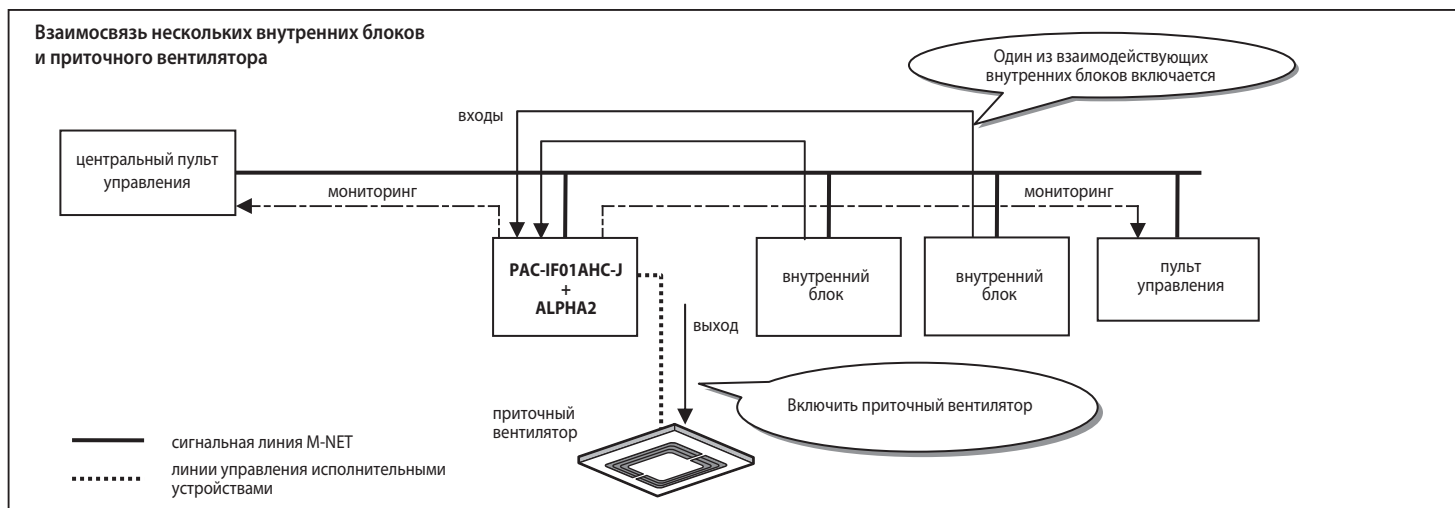 Взаимосвязь нескольких внутренних блоков
и приточного вентилятора
Один из взаимодействующих
внутренних блоков включается
входы
центральный пульт
управления
мониторинг
мониторинг
PAC-IF01AHC-J
+
ALPHA2
внутренний
блок
внутренний
блок
пульт
управления
выход
Включить приточный вентилятор
приточный
вентилятор
сигнальная линия M-NET
линии управления исполнительными
устройствами